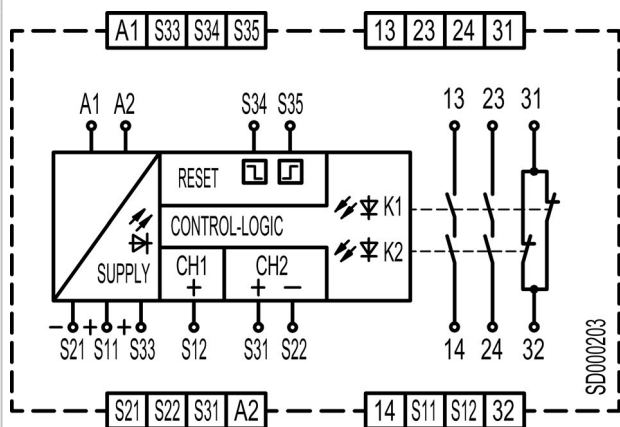 A1 S33 S34 S35 13 23 24 31
A1 A2 S34 S35 13 23 31
RESET
K1
CONTROL-LOGIC
K2
SUPPLY CH1 CH2
+ + −
− + +
S21 S11 S33 S12 S31 S22 14 24 32
SD000203
S21 S22 S31 A2 14 S11 S12 32